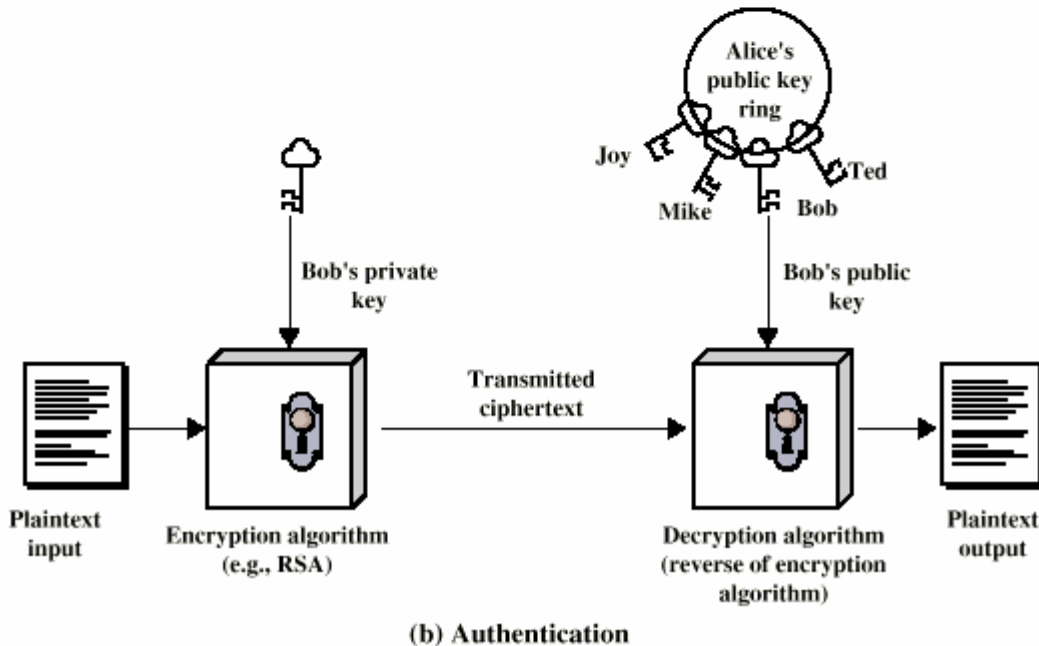 Alice's
public key
ring
Joy
Ted
Mike
Bob
Bob's private
key
Bob's public
key
Transmitted
ciphertext
Plaintext
input
Encryption algorithm
(e.g., RSA)
Decryption algorithm
(reverse of encryption
algorithm)
Plaintext
output
(b) Authentication